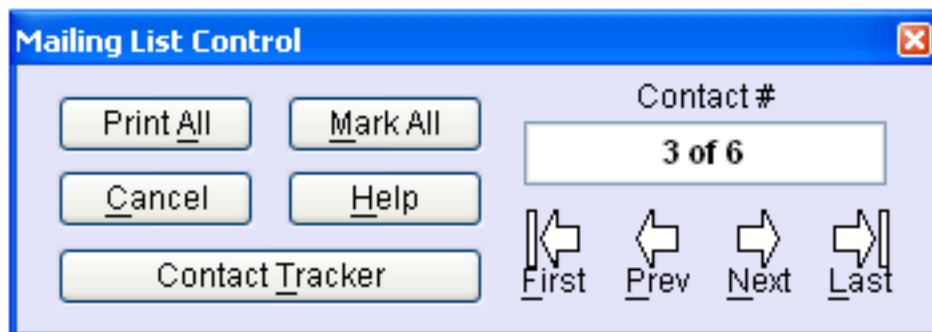 Mailing List Control
Print All
Mark All
Contact #
3 of 6
Cancel
Help
Contact Tracker
First
Prev
Next
Last